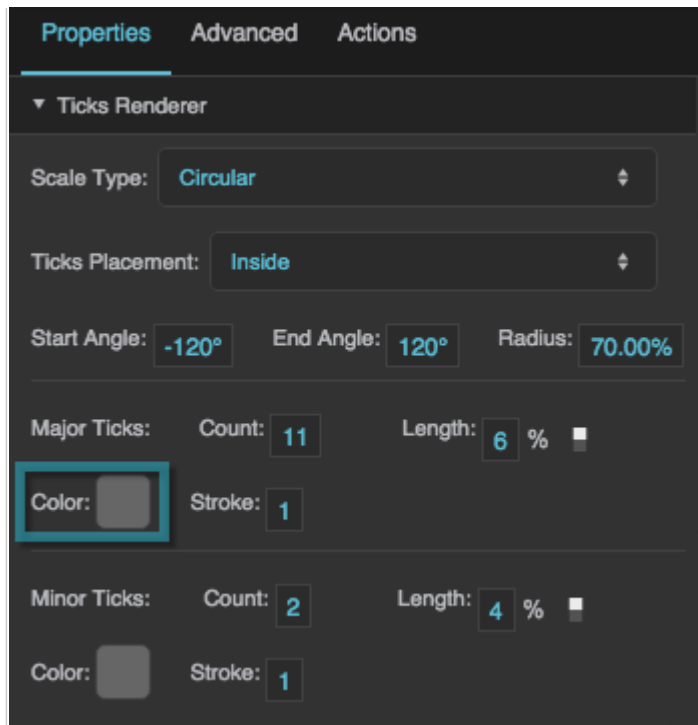 Properties Advanced Actions
▼ Ticks Renderer
Scale Type: Circular
Ticks Placement: Inside
Start Angle: -120° End Angle: 120° Radius: 70.00%
Major Ticks: Count: 11 Length: 6 %
Color: Stroke: 1
Minor Ticks: Count: 2 Length: 4 %
Color: Stroke: 1